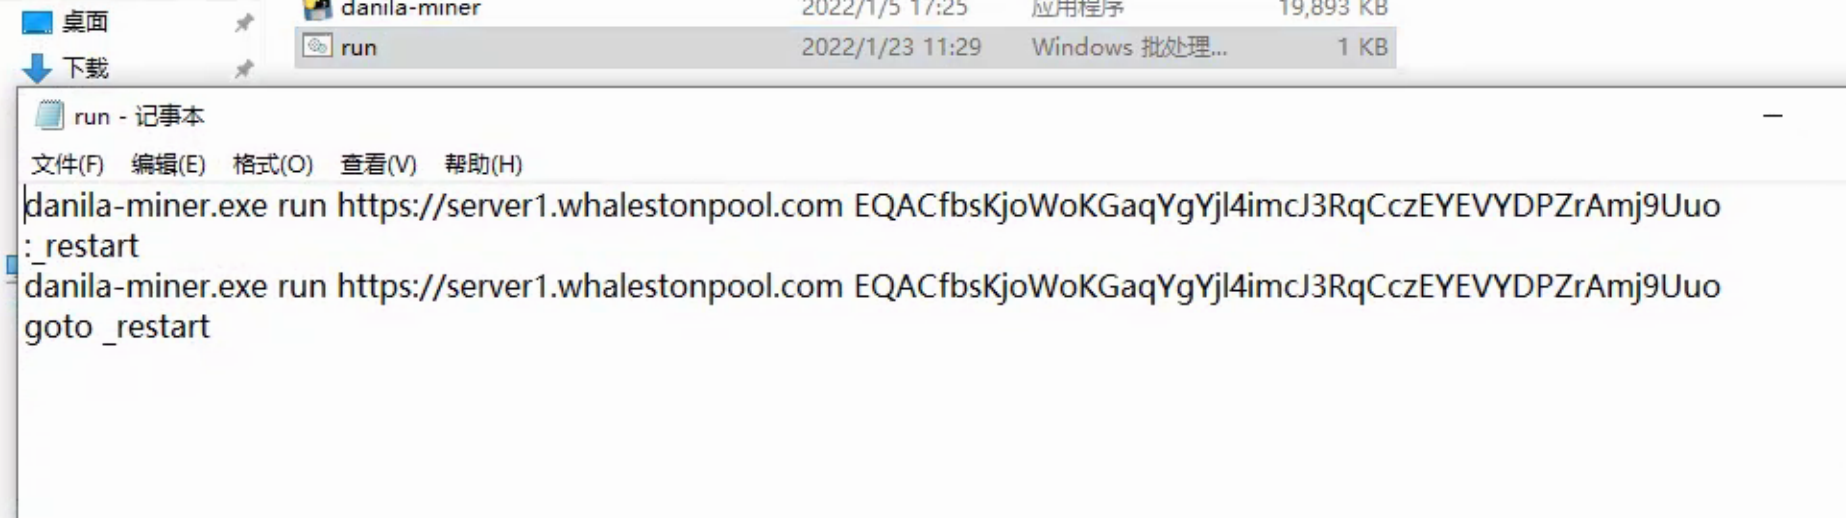 桌面
danila-miner 2022/1/5 17:25 应用程序 19,893 KB
run 2022/1/23 11:29 Windows 批处理... 1 KB
下载
run - 记事本
文件(F) 编辑(E) 格式(O) 查看(V) 帮助(H)
danila-miner.exe run https://server1.whalestonpool.com EQACfbsKjoWoKGaqYgYjl4imcJ3RqCczEYEVYDPZrAmj9Uuo
:_restart
danila-miner.exe run https://server1.whalestonpool.com EQACfbsKjoWoKGaqYgYjl4imcJ3RqCczEYEVYDPZrAmj9Uuo
goto _restart